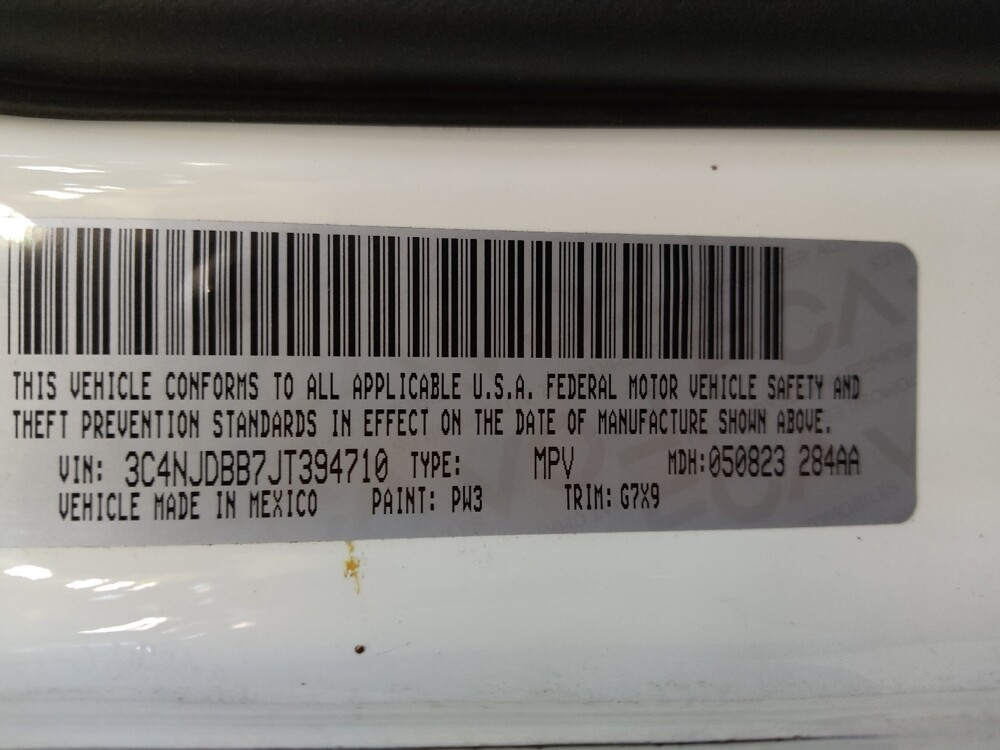 THIS VEHICLE CONFORMS TO ALL APPLICABLE U.S.A. FEDERAL MOTOR VEHICLE SAFETY AND
THEFT PREVENTION STANDARDS IN EFFECT ON THE DATE OF MANUFACTURE SHOWN ABOVE.
VIN: 3C4NJDBB7JT394710 TYPE: MPV MDH:050823 284AA
VEHICLE MADE IN MEXICO PAINT: PW3 TRIM: G7X9